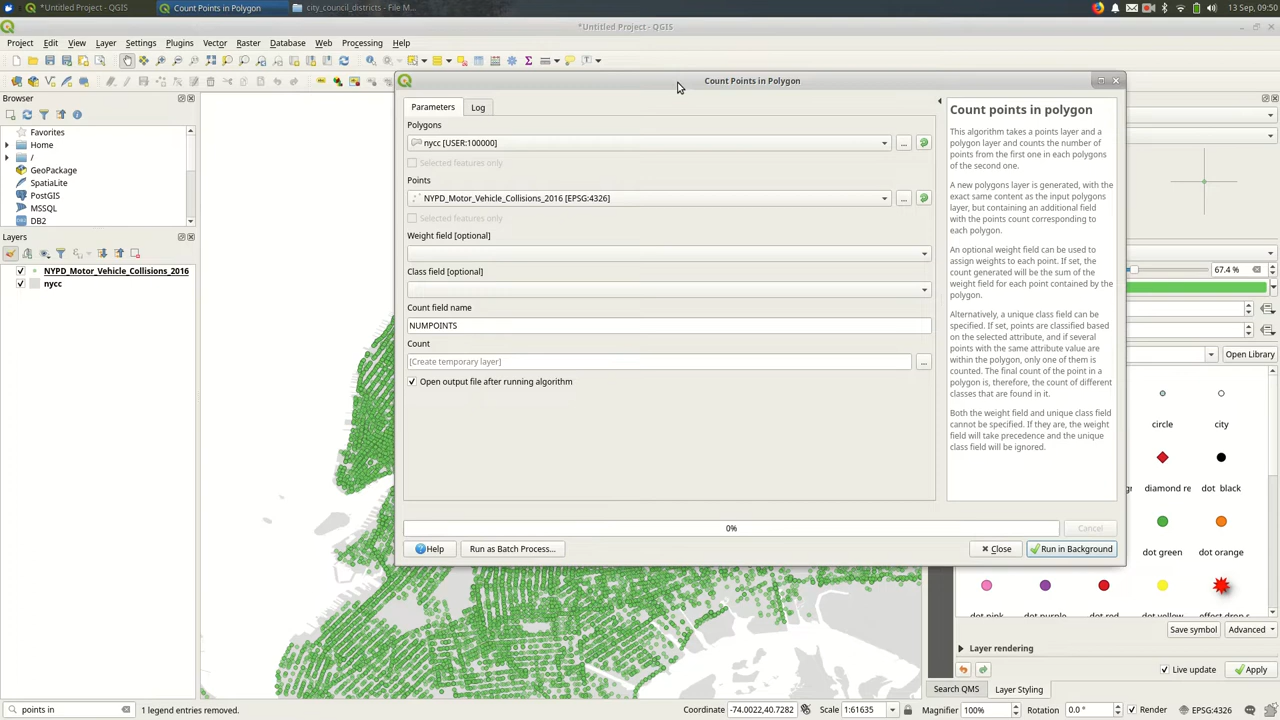 *Untitled Project - QGIS
Count Points in Polygon
city_council_districts - File M...
13 Sep, 09:50
*Untitled Project - QGIS
Project Edit View Layer Settings Plugins Vector Raster Database Web Processing Help
Browser
Favorites
Home
/
GeoPackage
SpatiaLite
PostGIS
MSSQL
DB2
Layers
NYPD_Motor_Vehicle_Collisions_2016
nycc
Count Points in Polygon
Parameters
Log
Polygons
nycc [USER:100000]
...
Selected features only
Points
NYPD_Motor_Vehicle_Collisions_2016 [EPSG:4326]
...
Selected features only
Weight field [optional]
Class field [optional]
Count field name
NUMPOINTS
Count
[Create temporary layer]
...
Open output file after running algorithm
0%
Cancel
Help
Run as Batch Process...
Close
Run in Background
Count points in polygon
This algorithm takes a points layer and a
polygon layer and counts the number of
points from the first one in each polygons
of the second one.
A new polygons layer is generated, with the
exact same content as the input polygons
layer, but containing an additional field
with the points count corresponding to
each polygon.
An optional weight field can be used to
assign weights to each point. If set, the
count generated will be the sum of the
weight field for each point contained by the
polygon.
Alternatively, a unique class field can be
specified. If set, points are classified based
on the selected attribute, and if several
points with the same attribute value are
within the polygon, only one of them is
counted. The final count of the point in a
polygon is, therefore, the count of different
classes that are found in it.
Both the weight field and unique class field
cannot be specified. If they are, the weight
field will take precedence and the unique
class field will be ignored.
67.4 %
Open Library
circle
city
diamond re
dot black
dot green
dot orange
dot pink
dot purple
dot red
dot yellow
effect drop s
Save symbol
Advanced
Layer rendering
Live update
Apply
Search QMS
Layer Styling
points in
1 legend entries removed.
Coordinate -74.0022,40.7282
Scale 1:61635
Magnifier 100%
Rotation 0.0 °
Render
EPSG:4326